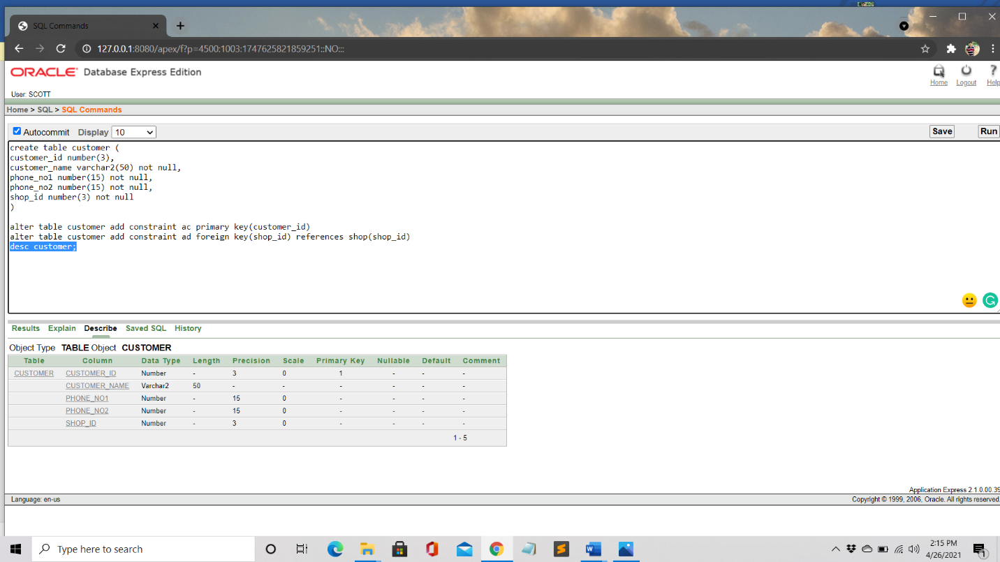 SQL Commands
127.0.0.1:8080/apex/f?p=4500:1003:1747625821859251::NO:::
ORACLE Database Express Edition
Home Logout Help
User: SCOTT
Home > SQL > SQL Commands
Autocommit Display 10 Save Run
create table customer (
customer_id number(3),
customer_name varchar2(50) not null,
phone_no1 number(15) not null,
phone_no2 number(15) not null,
shop_id number(3) not null
)
alter table customer add constraint ac primary key(customer_id)
alter table customer add constraint ad foreign key(shop_id) references shop(shop_id)
desc customer;
Results Explain Describe Saved SQL History
Object Type TABLE Object CUSTOMER
Table Column Data Type Length Precision Scale Primary Key Nullable Default Comment
CUSTOMER CUSTOMER_ID Number - 3 0 1 - - -
CUSTOMER_NAME Varchar2 50 - - - - - -
PHONE_NO1 Number - 15 0 - - - -
PHONE_NO2 Number - 15 0 - - - -
SHOP_ID Number - 3 0 - - - -
1 - 5
Application Express 2.1.0.00.39
Language: en-us Copyright © 1999, 2006, Oracle. All rights reserved.
Type here to search
2:15 PM
4/26/2021
1